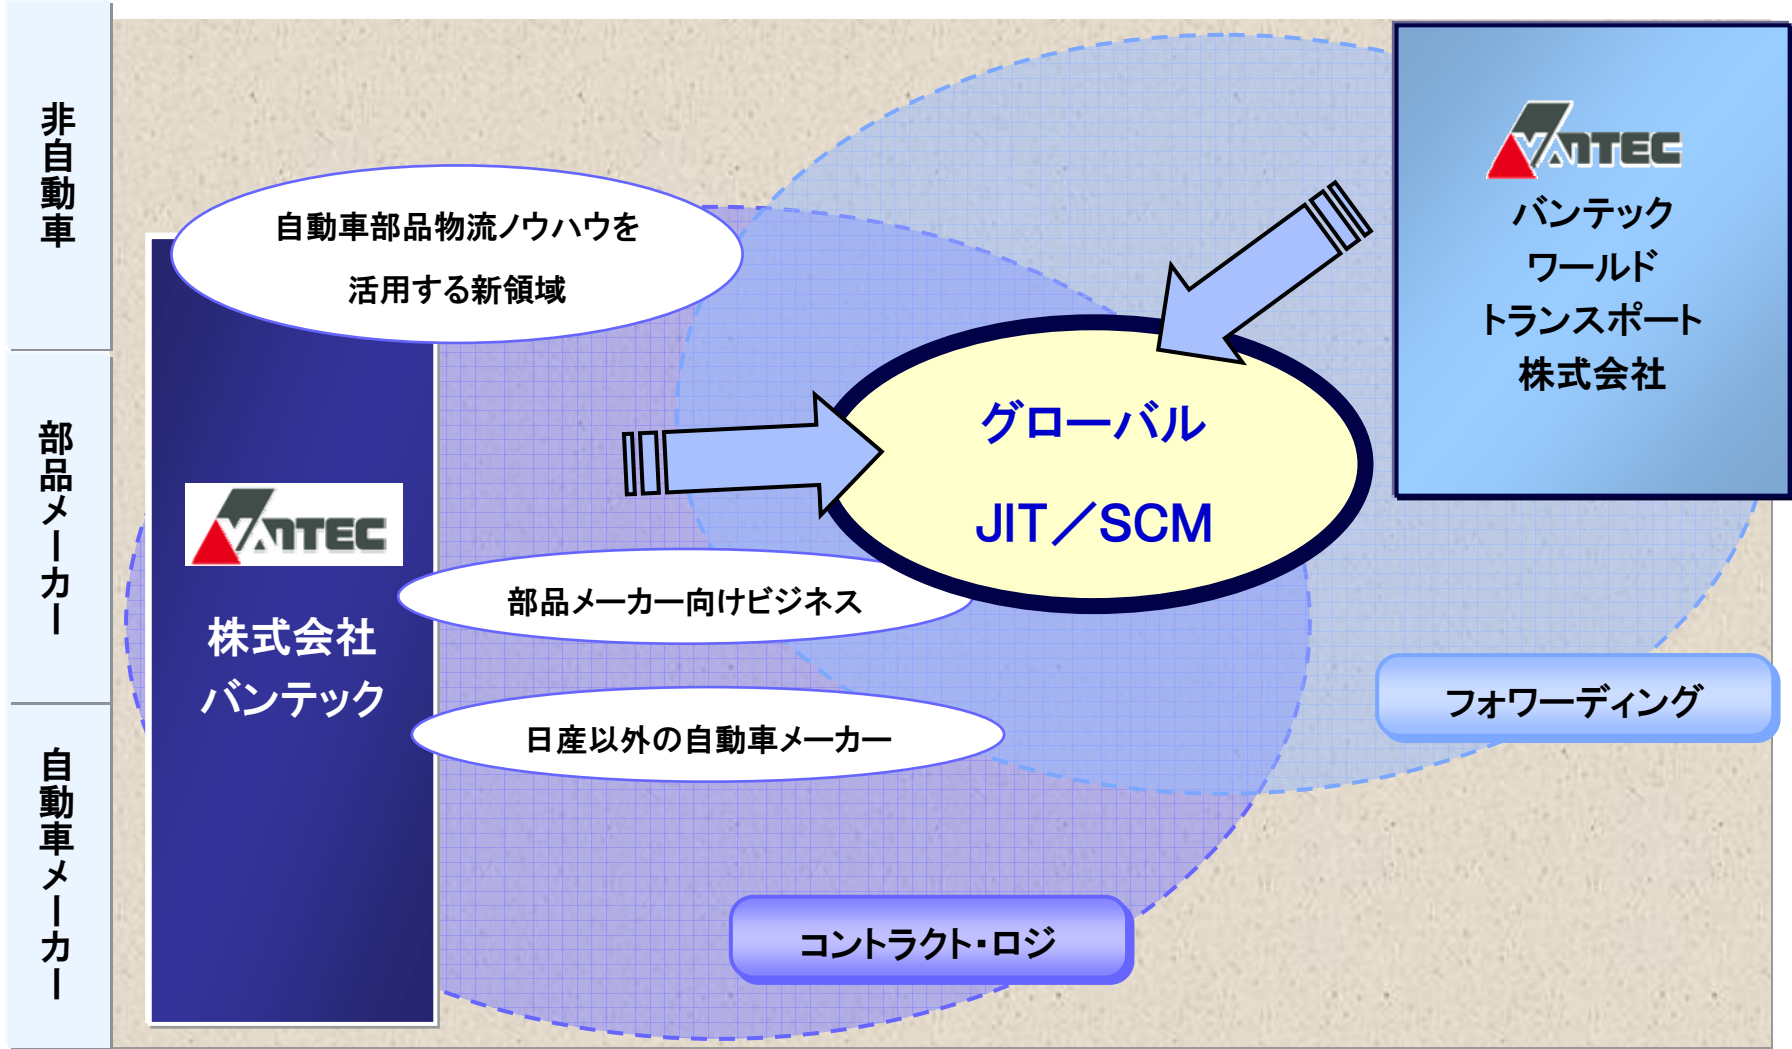 非自動車
部品メーカー
自動車メーカー
自動車部品物流ノウハウを
活用する新領域
VANTEC
株式会社
バンテック
部品メーカー向けビジネス
日産以外の自動車メーカー
グローバル
JIT／SCM
VANTEC
バンテック
ワールド
トランスポート
株式会社
フォワーディング
コントラクト・ロジ